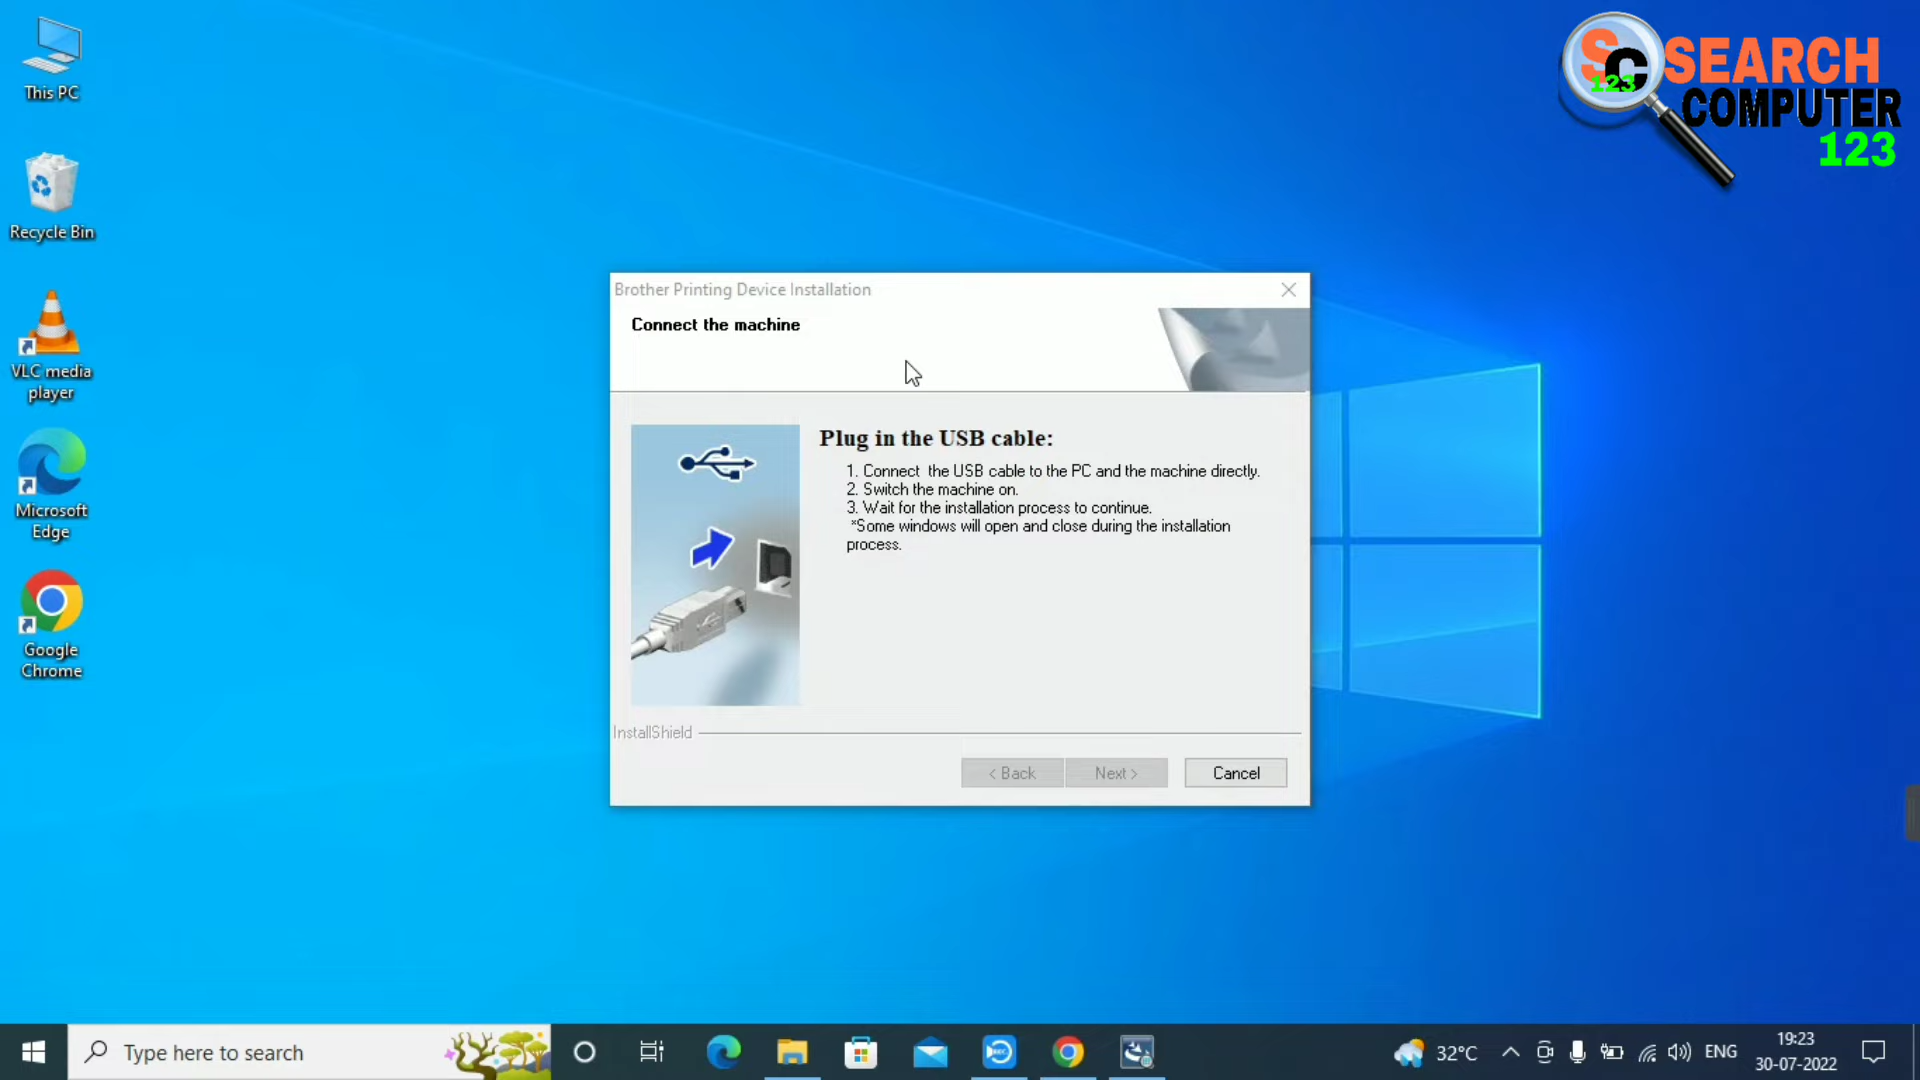 This PC
Recycle Bin
VLC media
player
Microsoft
Edge
Google
Chrome
SC
123
SEARCH
COMPUTER
123
Brother Printing Device Installation
Connect the machine
Plug in the USB cable:
1. Connect the USB cable to the PC and the machine directly.
2. Switch the machine on.
3. Wait for the installation process to continue.
*Some windows will open and close during the installation
process.
InstallShield
< Back
Next >
Cancel
Type here to search
32°C
ENG
19:23
30-07-2022